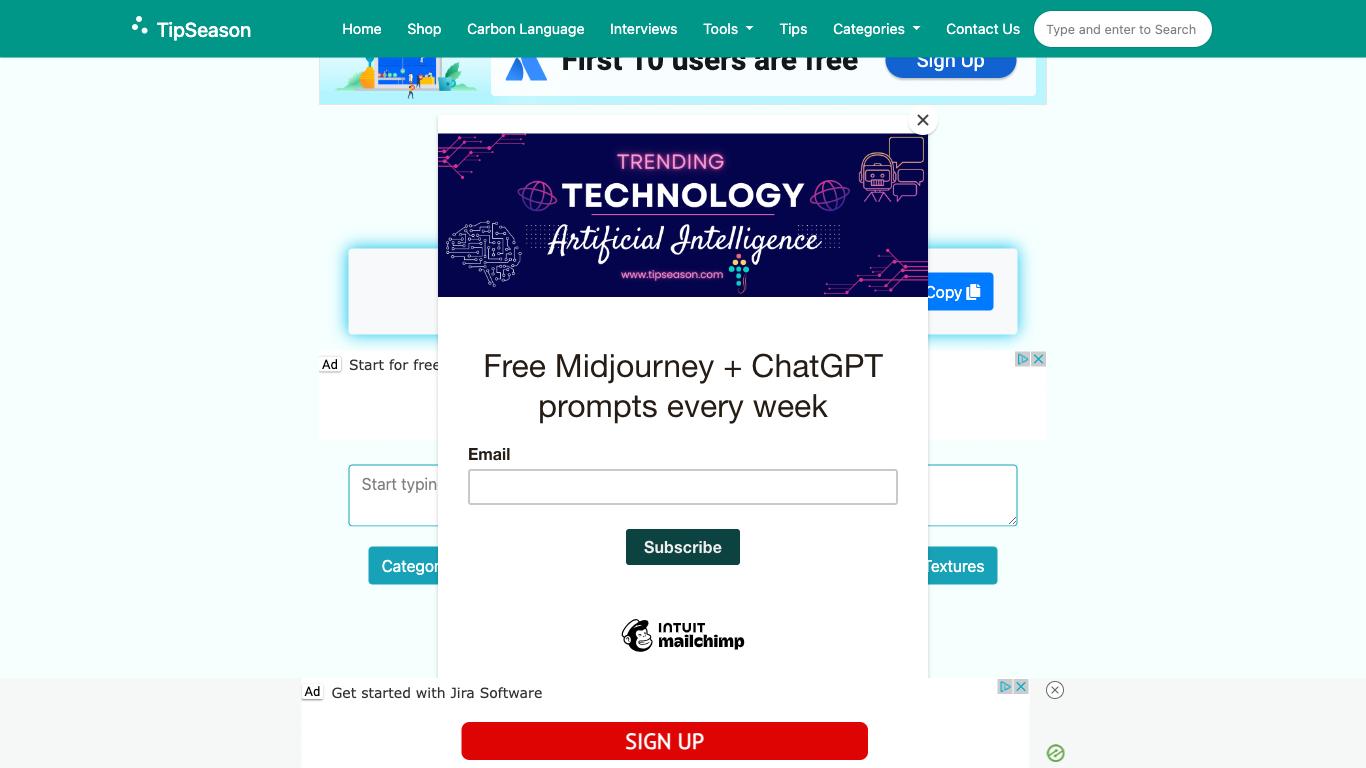 TipSeason
Home
Shop
Carbon Language
Interviews
Tools
Tips
Categories
Contact Us
Type and enter to Search
First 10 users are free
Sign Up
TRENDING
TECHNOLOGY
Artificial Intelligence
www.tipseason.com
Copy
Ad
Start for free
Free Midjourney + ChatGPT
prompts every week
Email
Start typin
Subscribe
Categor
Textures
INTUIT
mailchimp
Ad
Get started with Jira Software
SIGN UP